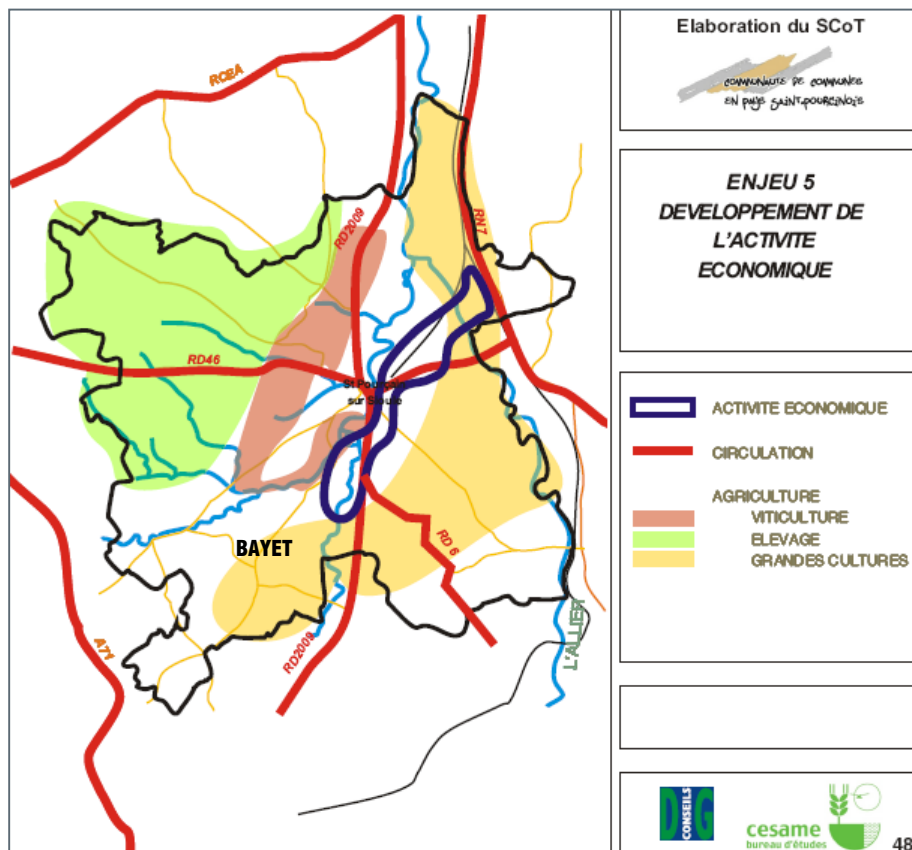 Elaboration du SCoT
COMMUNAUTE DE COMMUNES
EN PAYS SAINT-POURCINOIS
ENJEU 5
DEVELOPPEMENT DE
L'ACTIVITE
ECONOMIQUE
ACTIVITE ECONOMIQUE
CIRCULATION
AGRICULTURE
VITICULTURE
ELEVAGE
GRANDES CULTURES
RCEA
RD2009
RN7
RD46
St Pourçain
sur Sioule
BAYET
RD 6
A71
RD2009
L'ALLIER
DG
CONSEILS
cesame
bureau d'études
48